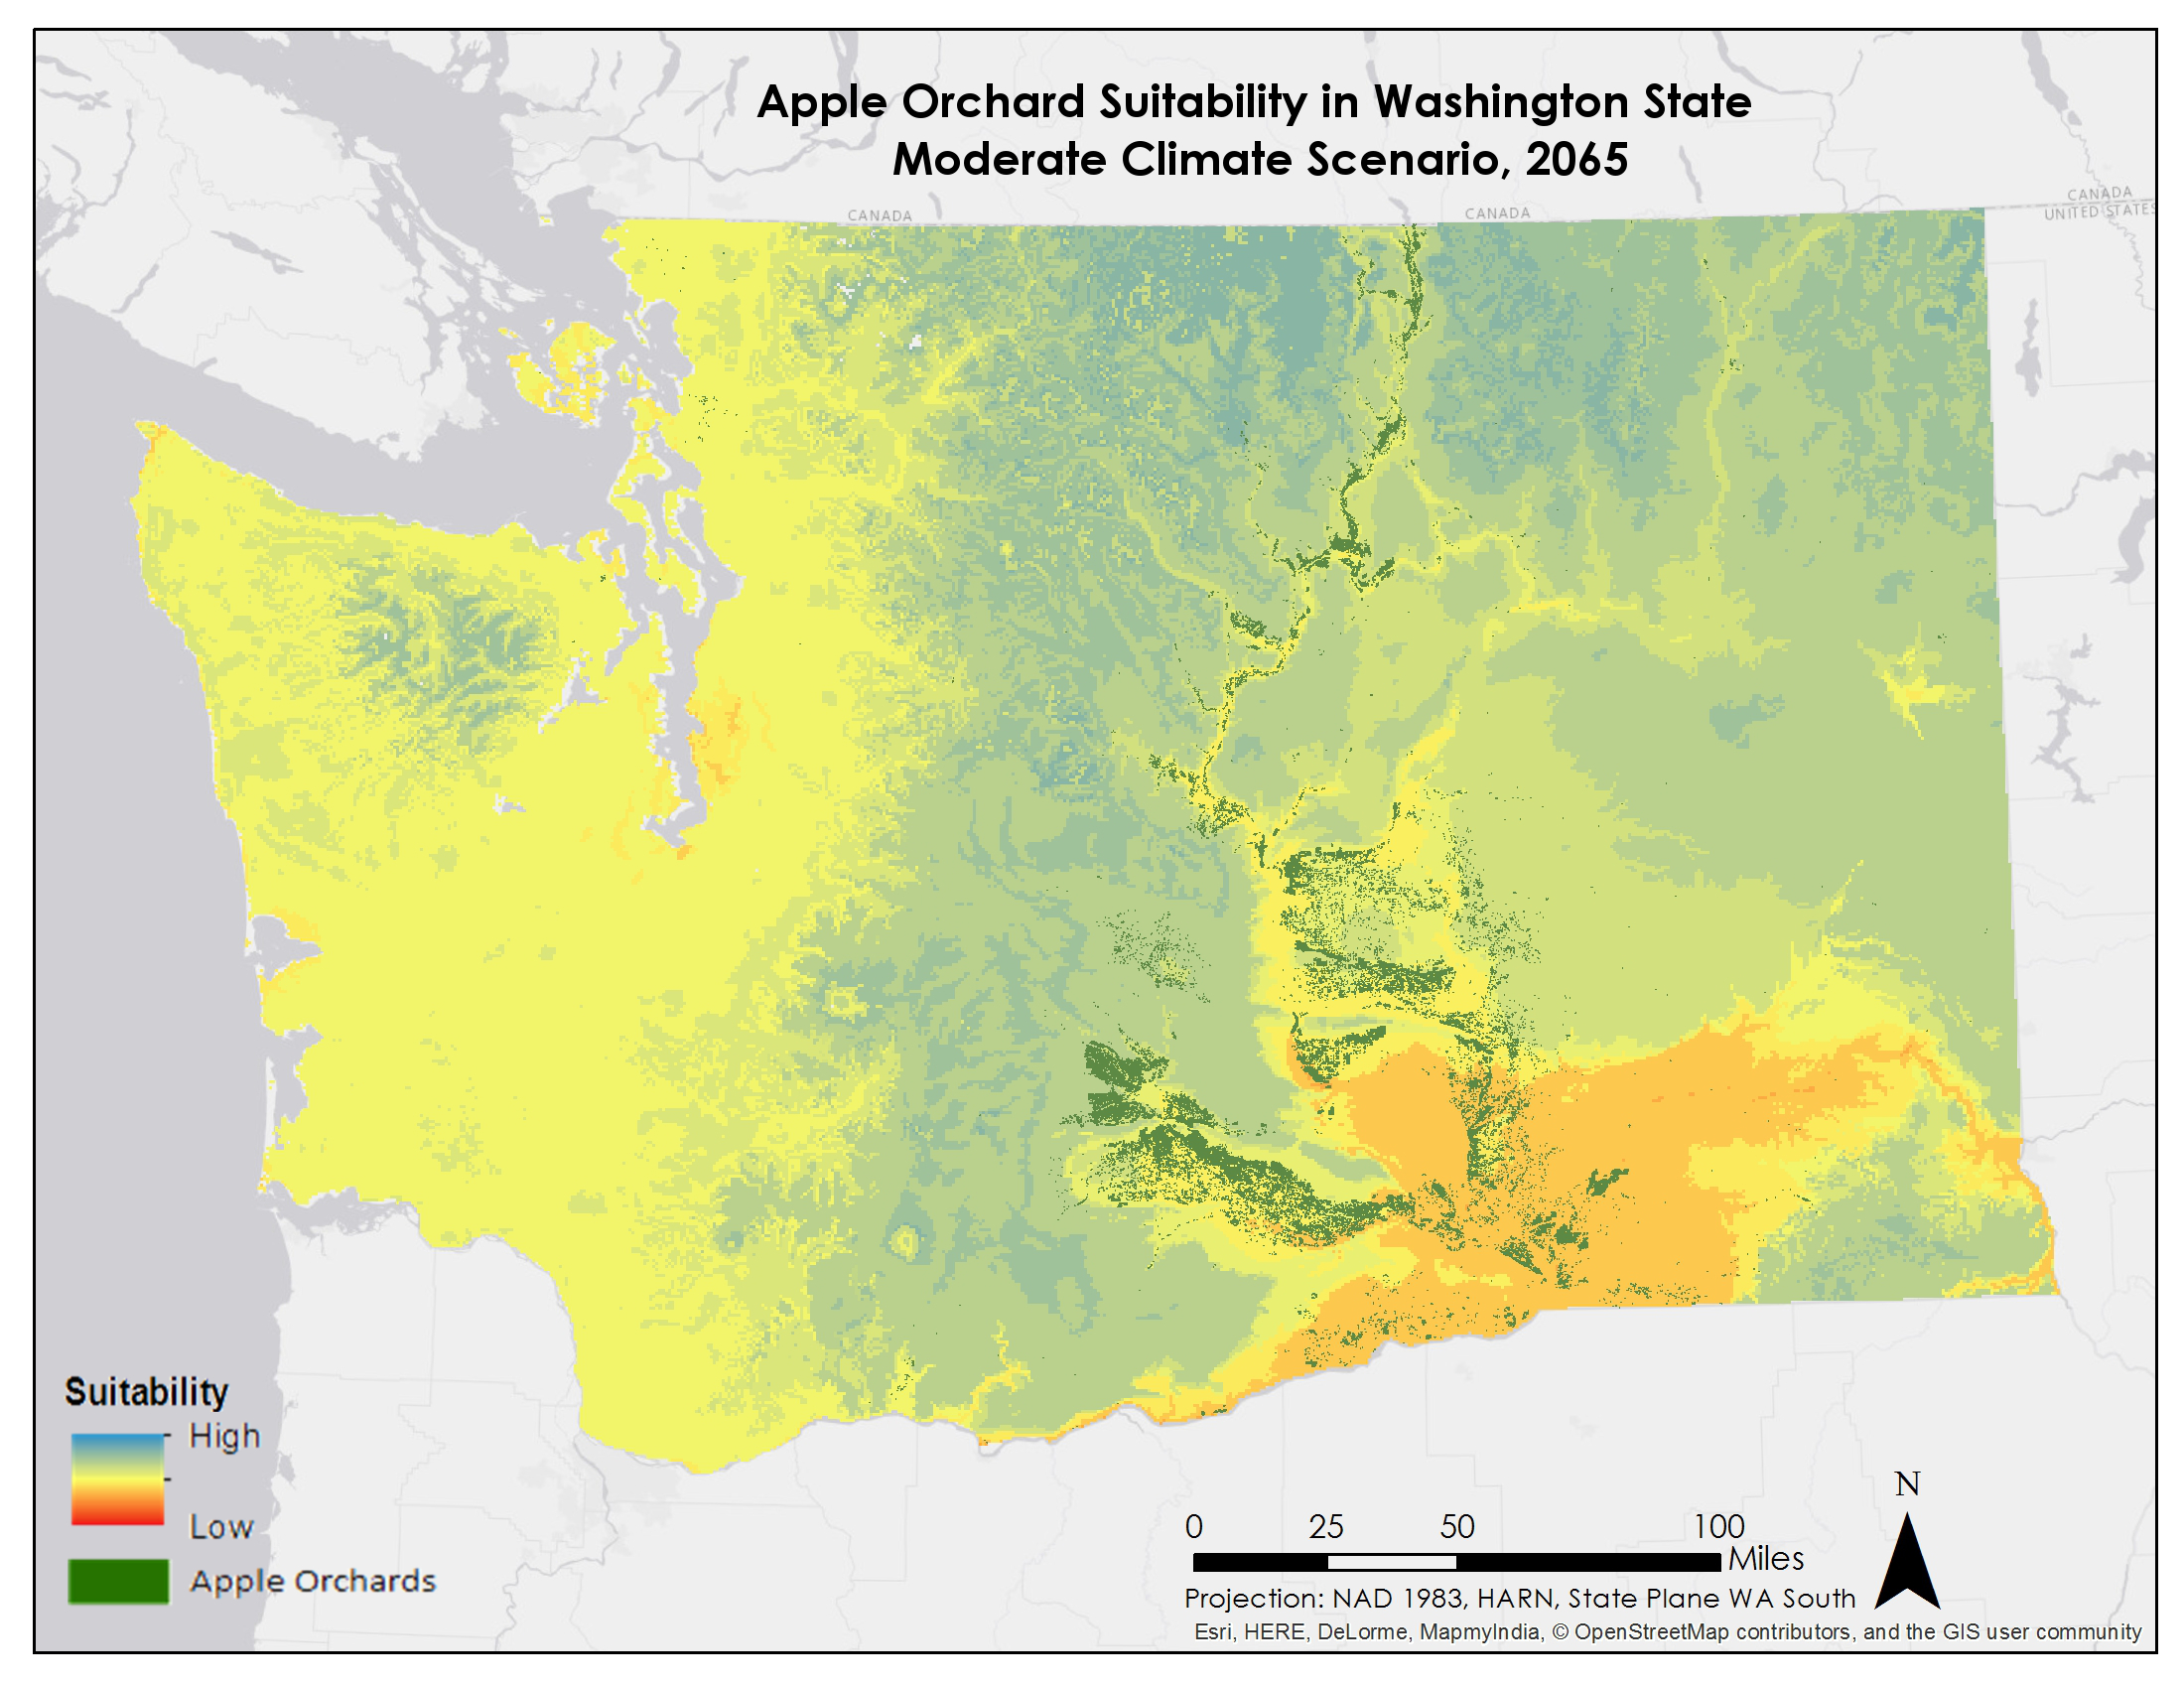 Apple Orchard Suitability in Washington State
Moderate Climate Scenario, 2065
CANADA
CANADA
CANADA
UNITED STATES
Suitability
High
Low
Apple Orchards
N
0 25 50 100
Miles
Projection: NAD 1983, HARN, State Plane WA South
Esri, HERE, DeLorme, MapmyIndia, © OpenStreetMap contributors, and the GIS user community